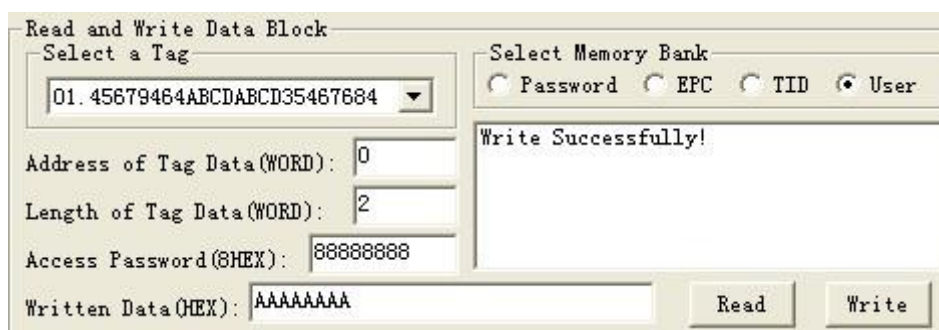 Read and Write Data Block
Select a Tag
01.45679464ABCDABCD35467684
Address of Tag Data(WORD): 0
Length of Tag Data(WORD): 2
Access Password(8HEX): 88888888
Written Data(HEX): AAAAAAAA
Select Memory Bank
Password EPC TID User
Write Successfully!
Read Write